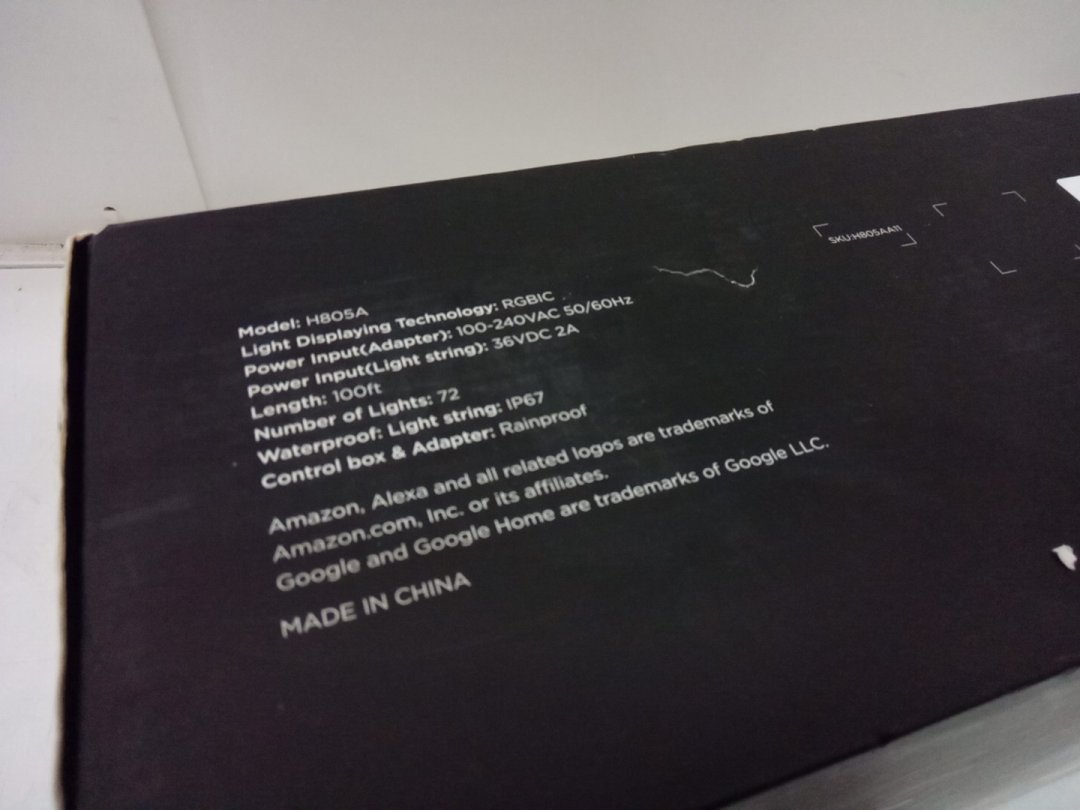 SKU:H805AA11
Model: H805A
Light Displaying Technology: RGBIC
Power Input(Adapter): 100-240VAC 50/60Hz
Power Input(Light string): 36VDC 2A
Length: 100ft
Number of Lights: 72
Waterproof: Light string: IP67
Control box & Adapter: Rainproof
Amazon, Alexa and all related logos are trademarks of
Amazon.com, Inc. or its affiliates.
Google and Google Home are trademarks of Google LLC.
MADE IN CHINA